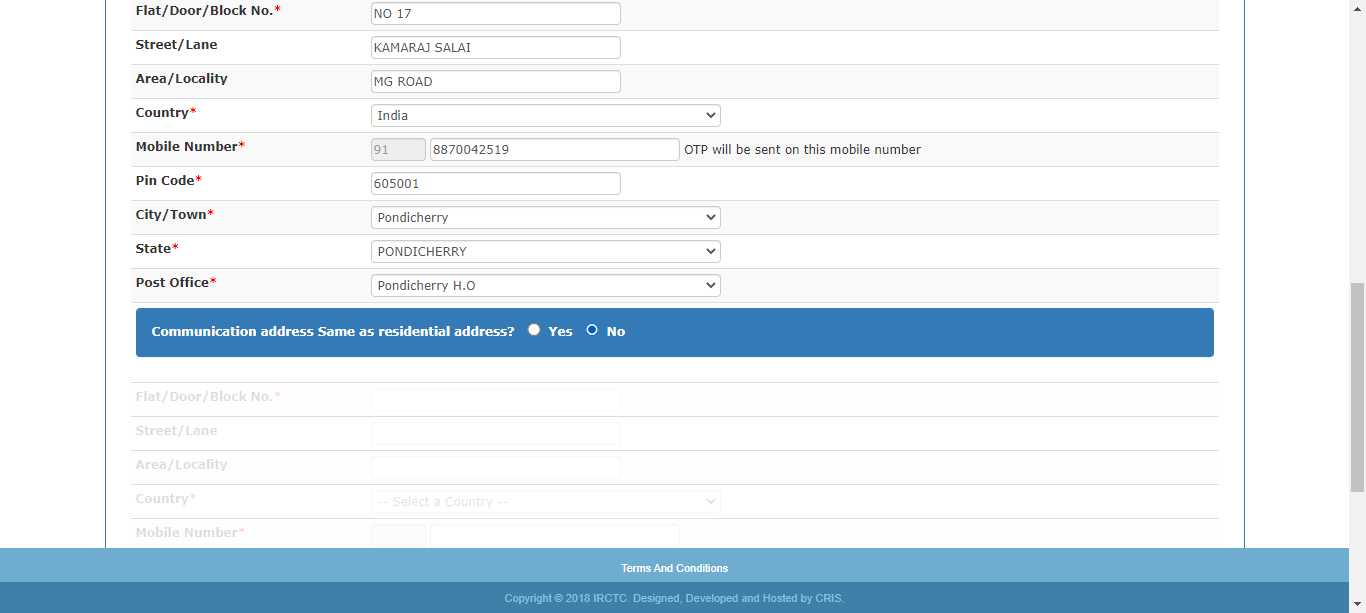 Flat/Door/Block No.* NO 17
Street/Lane KAMARAJ SALAI
Area/Locality MG ROAD
Country* India
Mobile Number* 91 8870042519 OTP will be sent on this mobile number
Pin Code* 605001
City/Town* Pondicherry
State* PONDICHERRY
Post Office* Pondicherry H.O
Communication address Same as residential address? Yes No
Flat/Door/Block No.*
Street/Lane
Area/Locality
Country* -- Select a Country --
Mobile Number*
Terms And Conditions
Copyright © 2018 IRCTC. Designed, Developed and Hosted by CRIS.